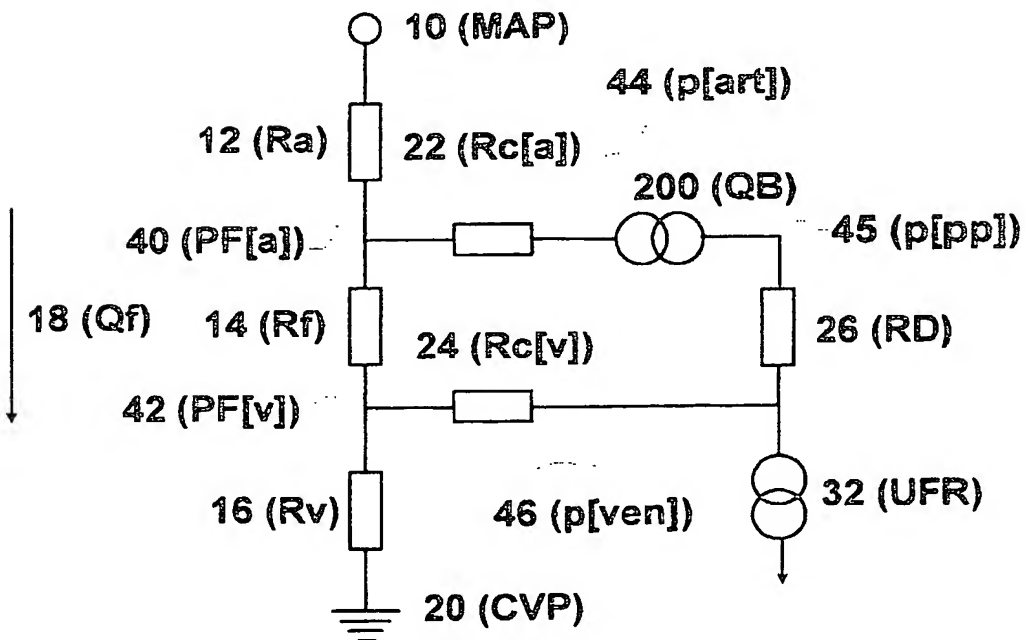 10 (MAP)
44 (p[art])
12 (Ra)
22 (Rc[a])
200 (QB)
40 (PF[a])
45 (p[pp])
18 (Qf)
14 (Rf)
24 (Rc[v])
26 (RD)
42 (PF[v])
16 (Rv)
46 (p[ven])
32 (UFR)
20 (CVP)